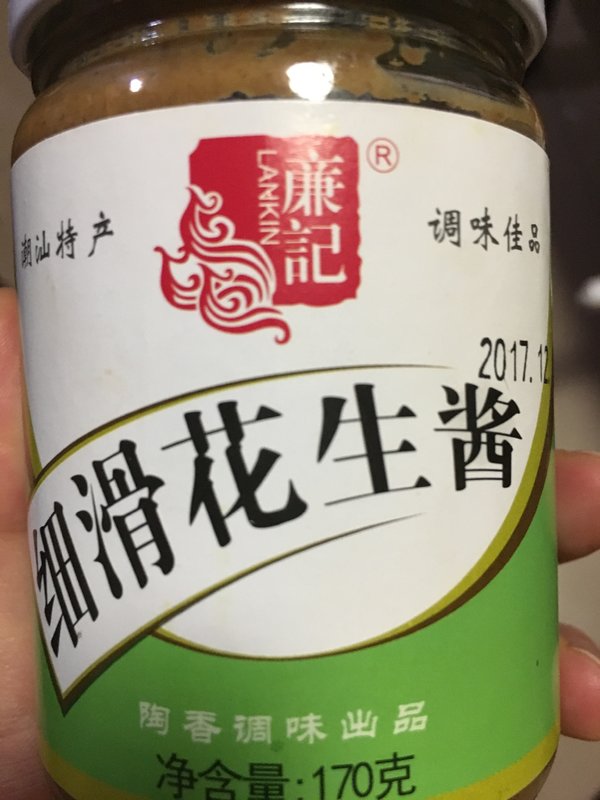 廉記
LANKIN
®
潮汕特产
调味佳品
2017.12
细滑花生酱
陶香调味出品
净含量:170克